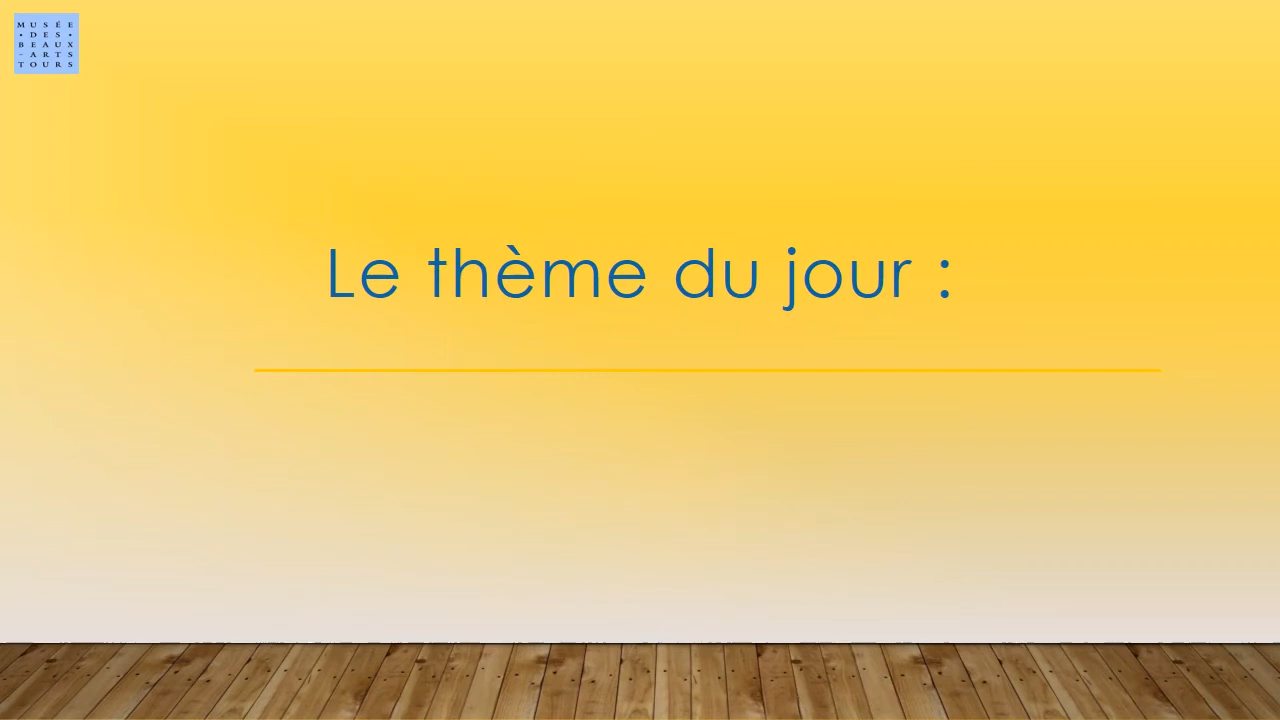 MUSÉE
• DES •
BEAUX
- ARTS
TOURS
Le thème du jour :